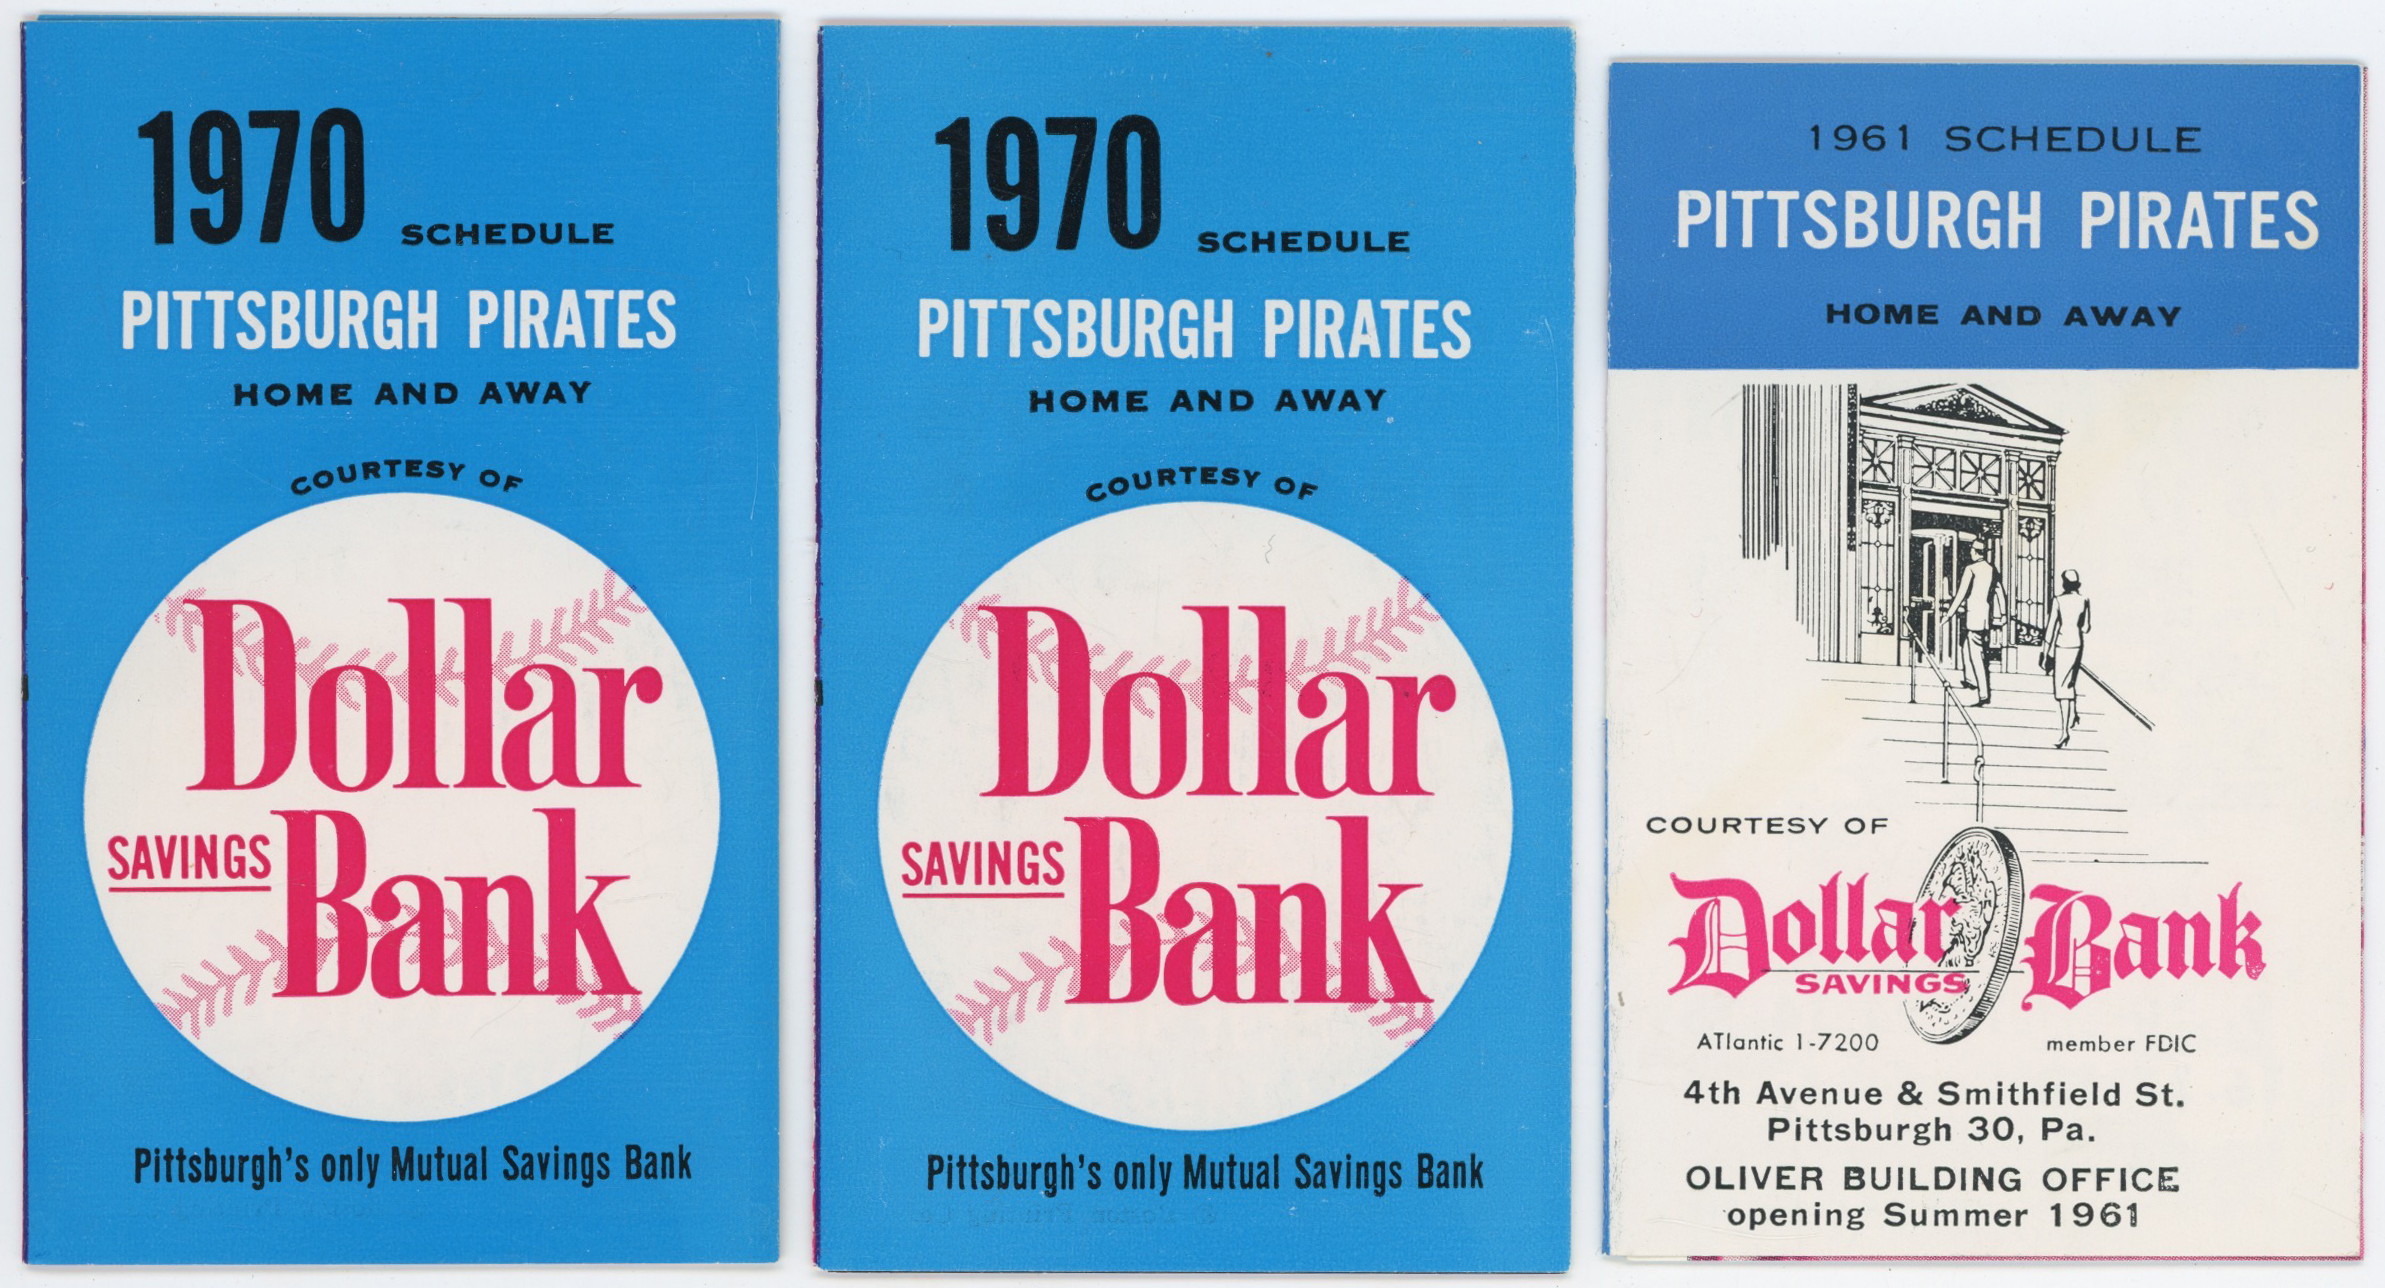 1970 SCHEDULE
PITTSBURGH PIRATES
HOME AND AWAY
COURTESY OF
Dollar
SAVINGS Bank
Pittsburgh's only Mutual Savings Bank
1970 SCHEDULE
PITTSBURGH PIRATES
HOME AND AWAY
COURTESY OF
Dollar
SAVINGS Bank
Pittsburgh's only Mutual Savings Bank
1961 SCHEDULE
PITTSBURGH PIRATES
HOME AND AWAY
COURTESY OF
Dollar Bank
SAVINGS
ATlantic 1-7200 member FDIC
4th Avenue & Smithfield St.
Pittsburgh 30, Pa.
OLIVER BUILDING OFFICE
opening Summer 1961